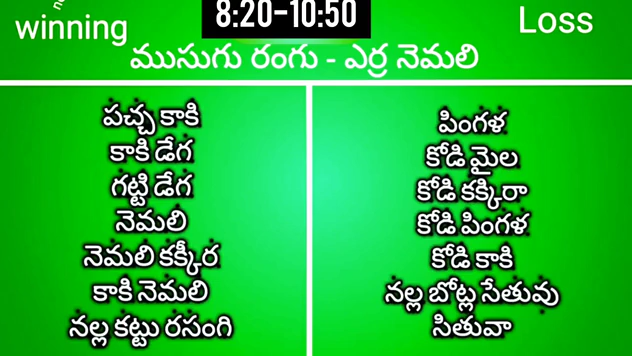 winning
8:20-10:50
Loss
ముసుగు రంగు - ఎర్ర నెమలి
పచ్చ కాకి
కాకి డేగ
గట్టి డేగ
నెమలి
నెమలి కక్కీర
కాకి నెమలి
నల్ల కట్టు రసంగి
పింగళ
కోడి మైల
కోడి కక్కిరా
కోడి పింగళ
కోడి కాకి
నల్ల బోట్ల సేతువు
సితువా